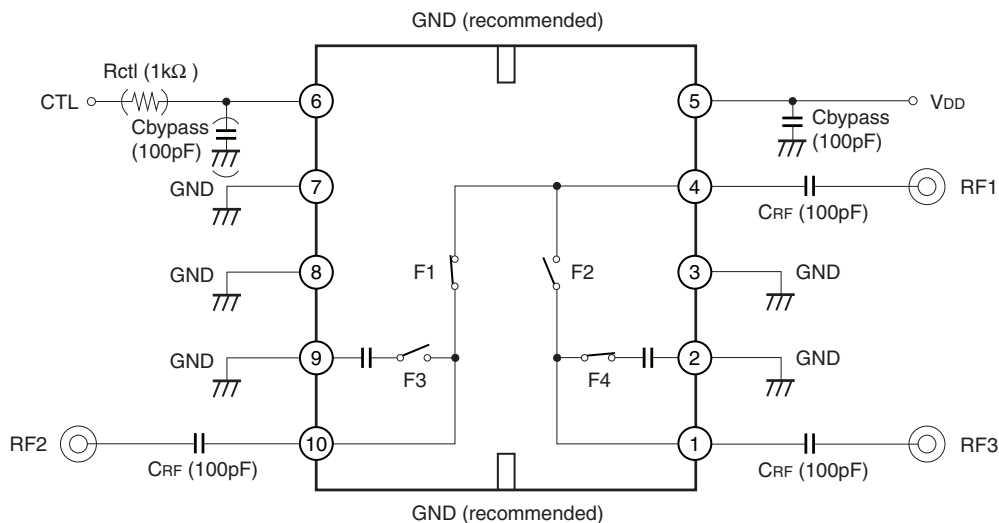 GND (recommended)
Rctl (1kΩ )
CTL
6
5
VDD
Cbypass
(100pF)
Cbypass
(100pF)
GND
7
4
RF1
CRF (100pF)
GND
8
F1
F2
3
GND
GND
9
F3
F4
2
GND
RF2
10
1
RF3
CRF (100pF)
CRF (100pF)
GND (recommended)